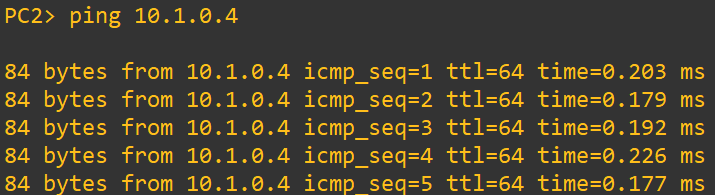 PC2> ping 10.1.0.4
84 bytes from 10.1.0.4 icmp_seq=1 ttl=64 time=0.203 ms
84 bytes from 10.1.0.4 icmp_seq=2 ttl=64 time=0.179 ms
84 bytes from 10.1.0.4 icmp_seq=3 ttl=64 time=0.192 ms
84 bytes from 10.1.0.4 icmp_seq=4 ttl=64 time=0.226 ms
84 bytes from 10.1.0.4 icmp_seq=5 ttl=64 time=0.177 ms